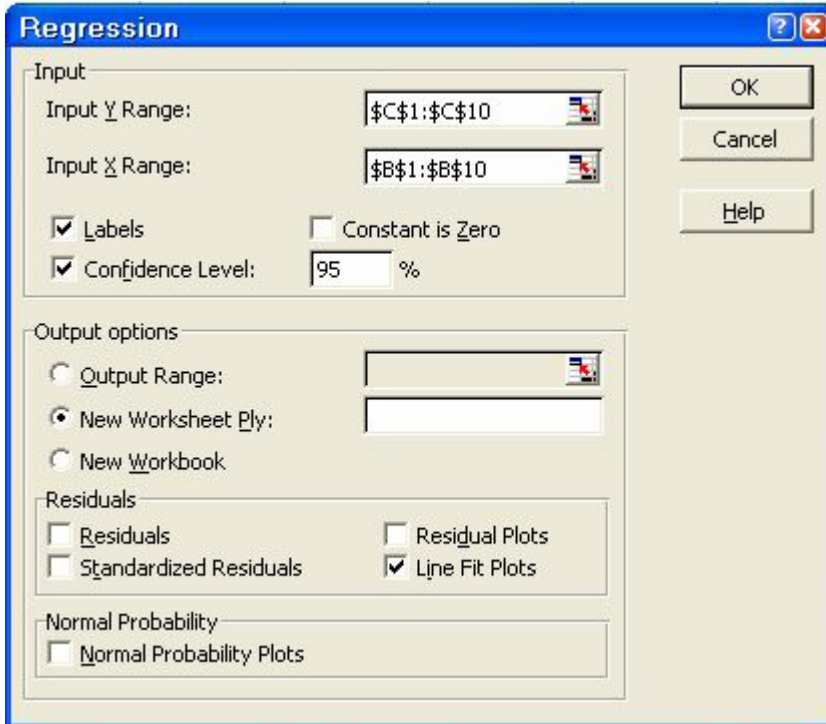 Regression
Input
Input Y Range: $C$1:$C$10
Input X Range: $B$1:$B$10
Labels Constant is Zero
Confidence Level: 95 %
OK
Cancel
Help
Output options
Output Range:
New Worksheet Ply:
New Workbook
Residuals
Residuals Residual Plots
Standardized Residuals Line Fit Plots
Normal Probability
Normal Probability Plots